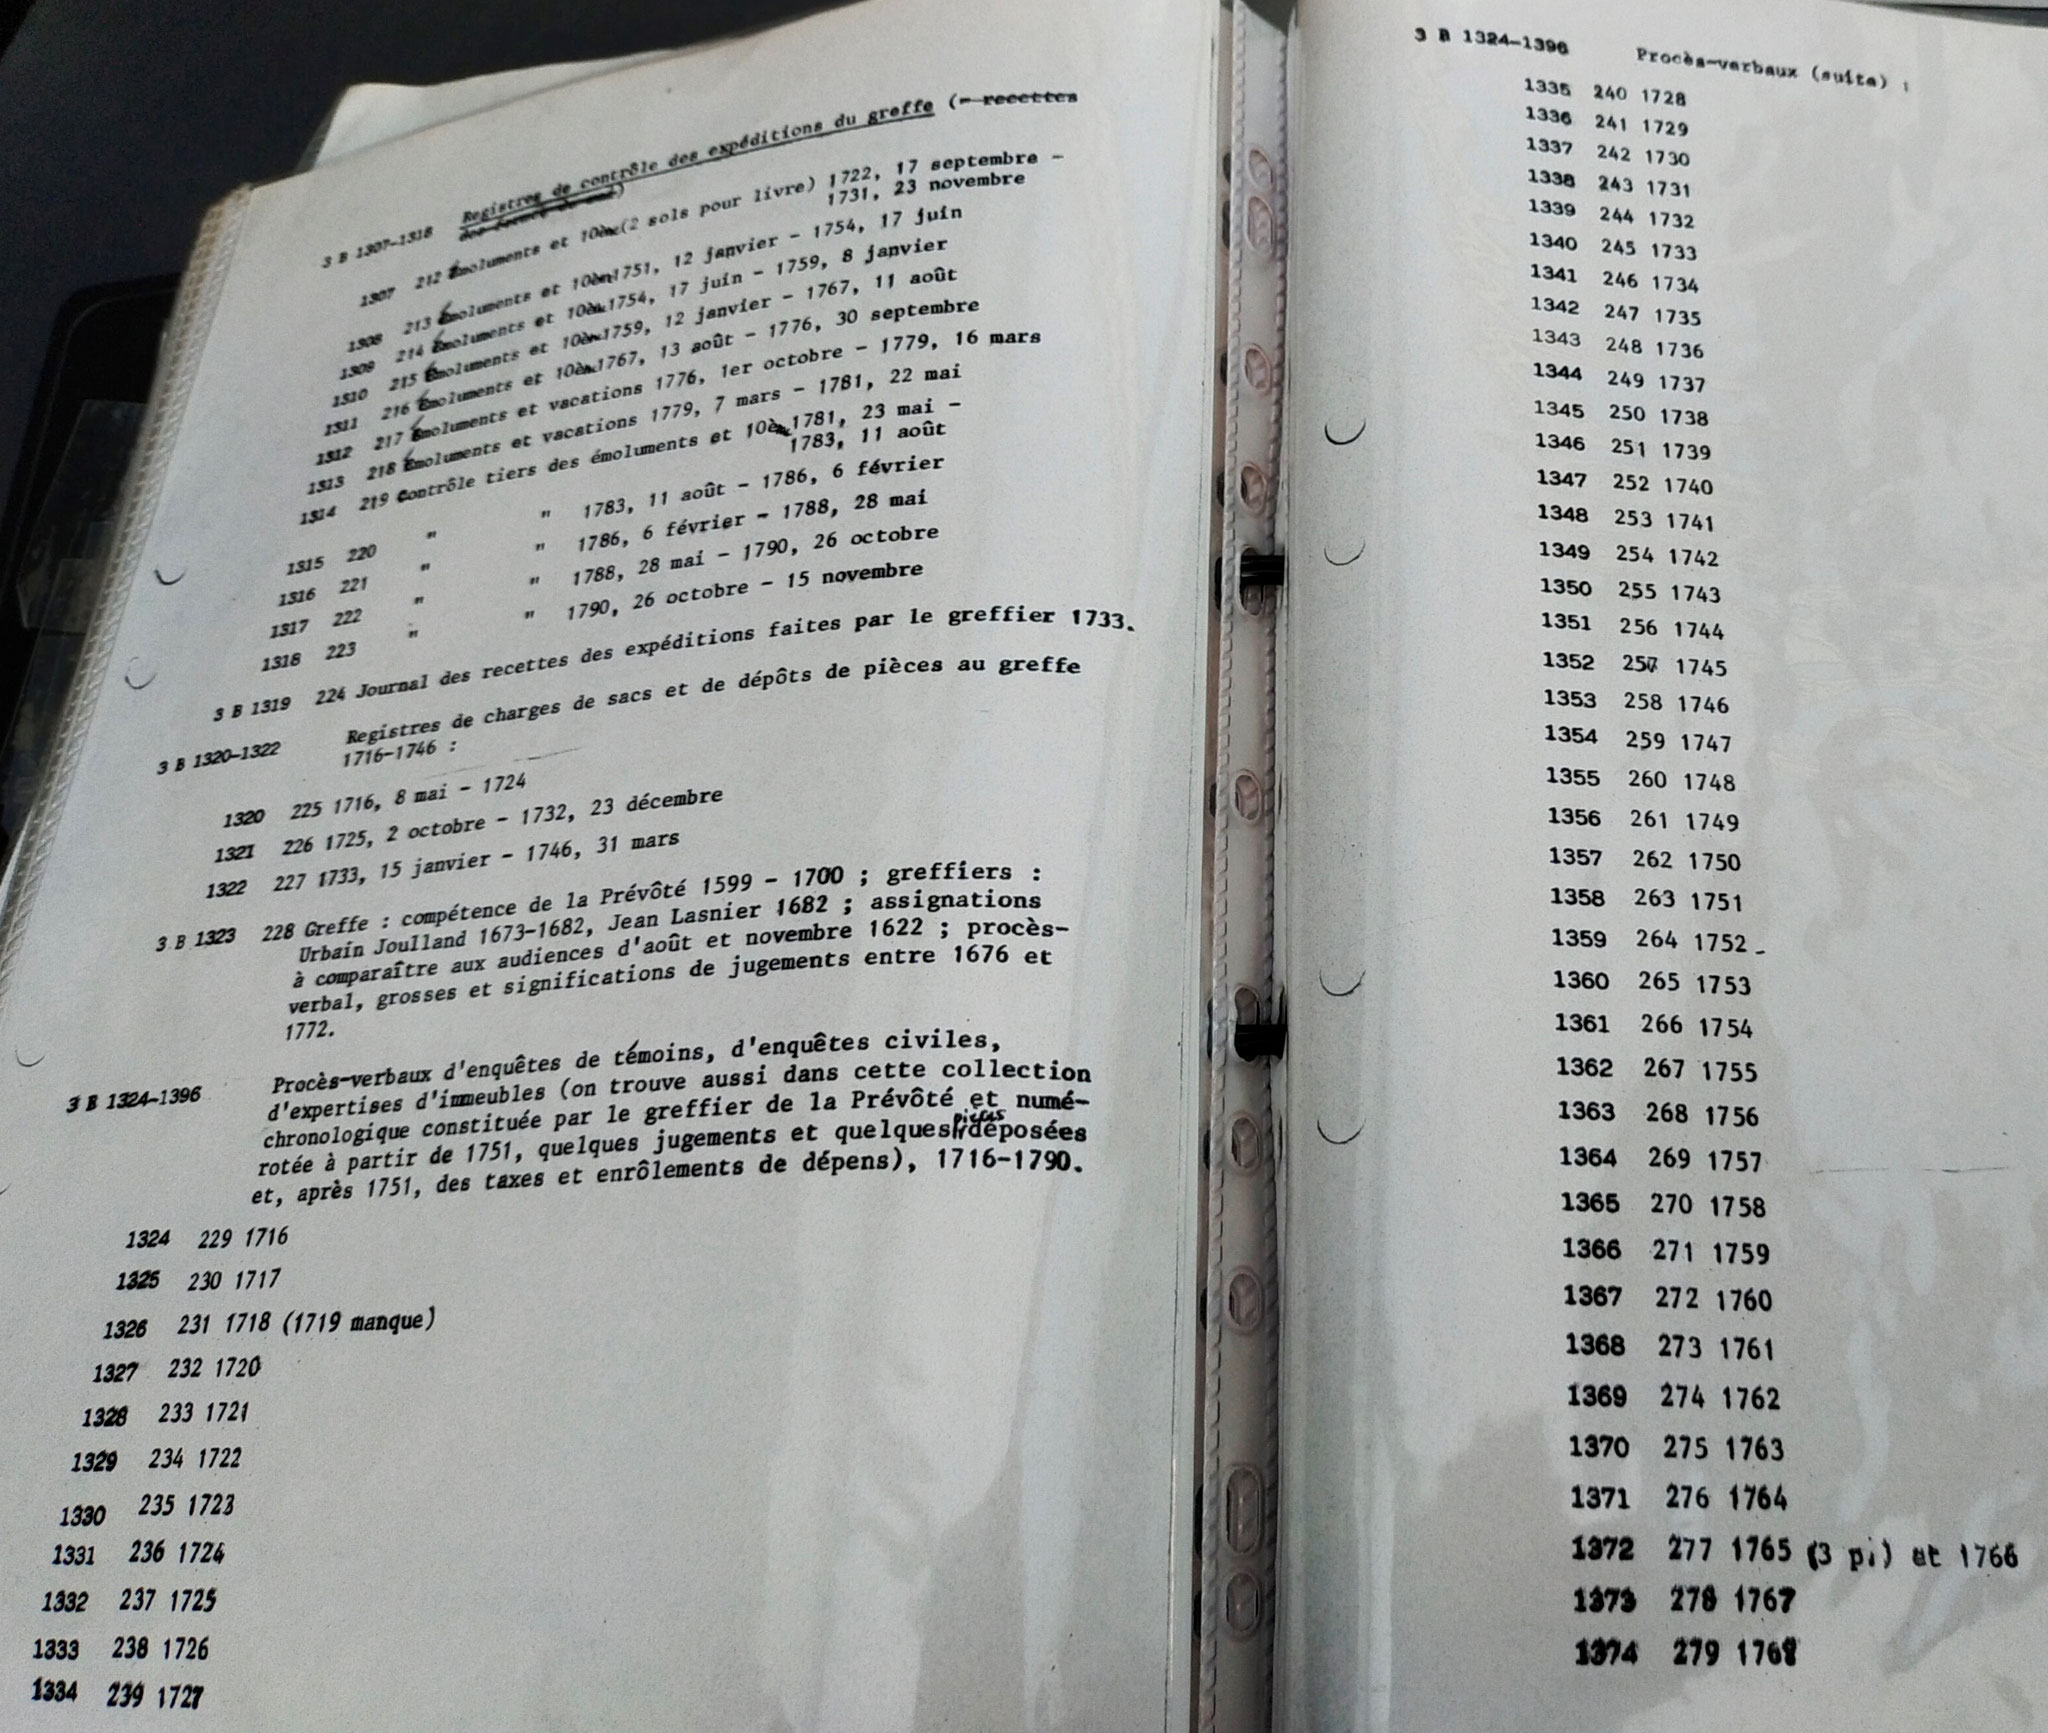 3 B 1307-1318 Registres de contrôle des expéditions du greffe (- recettes
1307 212 Émoluments et 10è (2 sols pour livre) 1722, 17 septembre -
1731, 23 novembre
1308 213 Émoluments et 10è 1751, 12 janvier - 1754, 17 juin
1309 214 Émoluments et 10è 1754, 17 juin - 1759, 8 janvier
1310 215 Émoluments et 10è 1759, 12 janvier - 1767, 11 août
1311 216 Émoluments et 10è 1767, 13 août - 1776, 30 septembre
1312 217 Émoluments et vacations 1776, 1er octobre - 1779, 16 mars
1313 218 Émoluments et vacations 1779, 7 mars - 1781, 22 mai
1314 219 Contrôle tiers des émoluments et 10è 1781, 23 mai -
1783, 11 août
1315 220 " " 1783, 11 août - 1786, 6 février
1316 221 " " 1786, 6 février - 1788, 28 mai
1317 222 " " 1788, 28 mai - 1790, 26 octobre
1318 223 " " 1790, 26 octobre - 15 novembre
3 B 1319 224 Journal des recettes des expéditions faites par le greffier 1733.
3 B 1320-1322 Registres de charges de sacs et de dépôts de pièces au greffe
1716-1746 :
1320 225 1716, 8 mai - 1724
1321 226 1725, 2 octobre - 1732, 23 décembre
1322 227 1733, 15 janvier - 1746, 31 mars
3 B 1323 228 Greffe : compétence de la Prévôté 1599 - 1700 ; greffiers :
Urbain Joulland 1673-1682, Jean Lasnier 1682 ; assignations
à comparaître aux audiences d'août et novembre 1622 ; procès-
verbal, grosses et significations de jugements entre 1676 et
1772.
3 B 1324-1396 Procès-verbaux d'enquêtes de témoins, d'enquêtes civiles,
d'expertises d'immeubles (on trouve aussi dans cette collection
chronologique constituée par le greffier de la Prévôté et numé-
rotée à partir de 1751, quelques jugements et quelques pièces déposées
et, après 1751, des taxes et enrôlements de dépens), 1716-1790.
1324 229 1716
1325 230 1717
1326 231 1718 (1719 manque)
1327 232 1720
1328 233 1721
1329 234 1722
1330 235 1723
1331 236 1724
1332 237 1725
1333 238 1726
1334 239 1727
3 B 1324-1396 Procès-verbaux (suite) :
1335 240 1728
1336 241 1729
1337 242 1730
1338 243 1731
1339 244 1732
1340 245 1733
1341 246 1734
1342 247 1735
1343 248 1736
1344 249 1737
1345 250 1738
1346 251 1739
1347 252 1740
1348 253 1741
1349 254 1742
1350 255 1743
1351 256 1744
1352 257 1745
1353 258 1746
1354 259 1747
1355 260 1748
1356 261 1749
1357 262 1750
1358 263 1751
1359 264 1752 -
1360 265 1753
1361 266 1754
1362 267 1755
1363 268 1756
1364 269 1757
1365 270 1758
1366 271 1759
1367 272 1760
1368 273 1761
1369 274 1762
1370 275 1763
1371 276 1764
1372 277 1765 (3 pi) et 1766
1373 278 1767
1374 279 1768